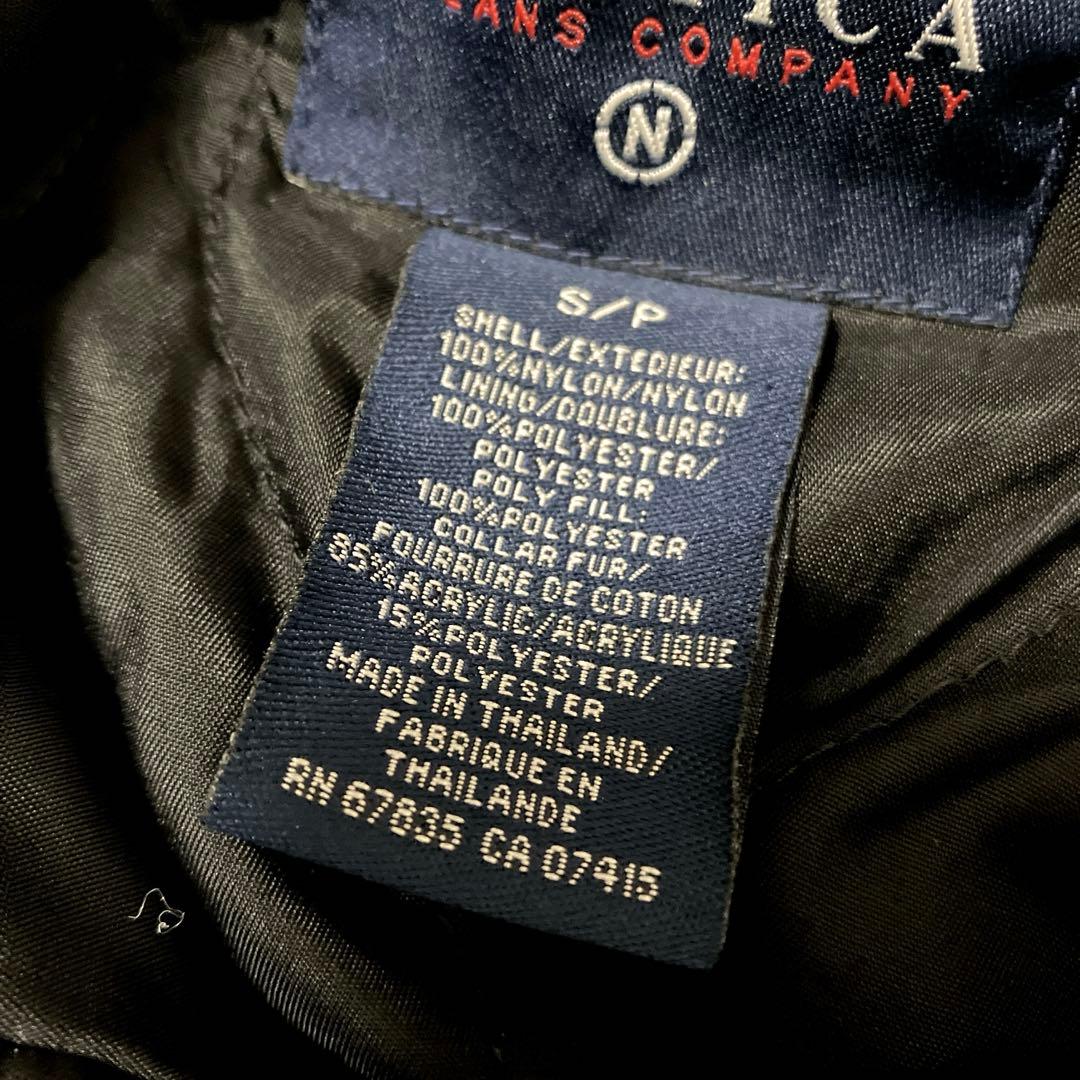 TICA
EANS COMPANY
N
S/P
SHELL/EXTEDIEUR:
100%NYLON/NYLON
LINING/DOUBLURE:
100%POLYESTER/
POLYESTER
POLY FILL:
100%POLYESTER
COLLAR FUR/
FOURRURE DE COTON
85%ACRYLIC/ACRYLIQUE
15%POLYESTER/
POLYESTER
MADE IN THAILAND/
FABRIQUE EN
THAILANDE
RN 67835 CA 07415